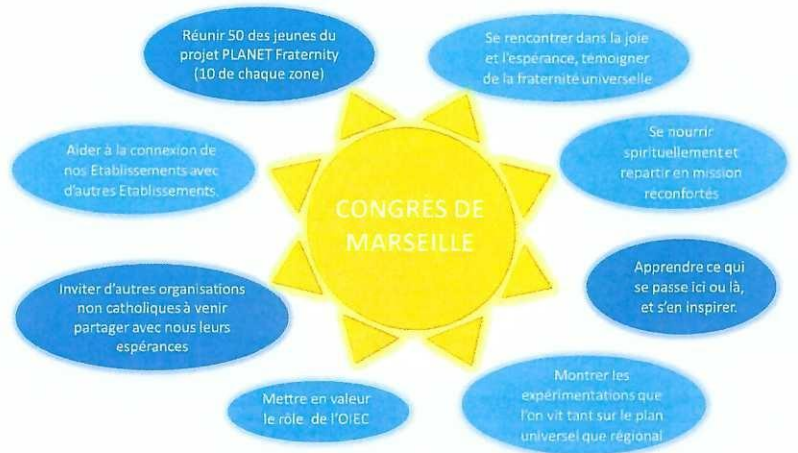 Réunir 50 des jeunes du
projet PLANET Fraternity
(10 de chaque zone)
Se rencontrer dans la joie
et l'espérance, témoigner
de la fraternité universelle
Aider à la connexion de
nos Etablissements avec
d'autres Etablissements.
Se nourrir
spirituellement et
repartir en mission
reconfortés
CONGRÈS DE
MARSEILLE
Inviter d'autres organisations
non catholiques à venir
partager avec nous leurs
espérances
Apprendre ce qui
se passe ici ou là,
et s'en inspirer.
Mettre en valeur
le rôle de l'OIEC
Montrer les
expérimentations que
l'on vit tant sur le plan
universel que régional